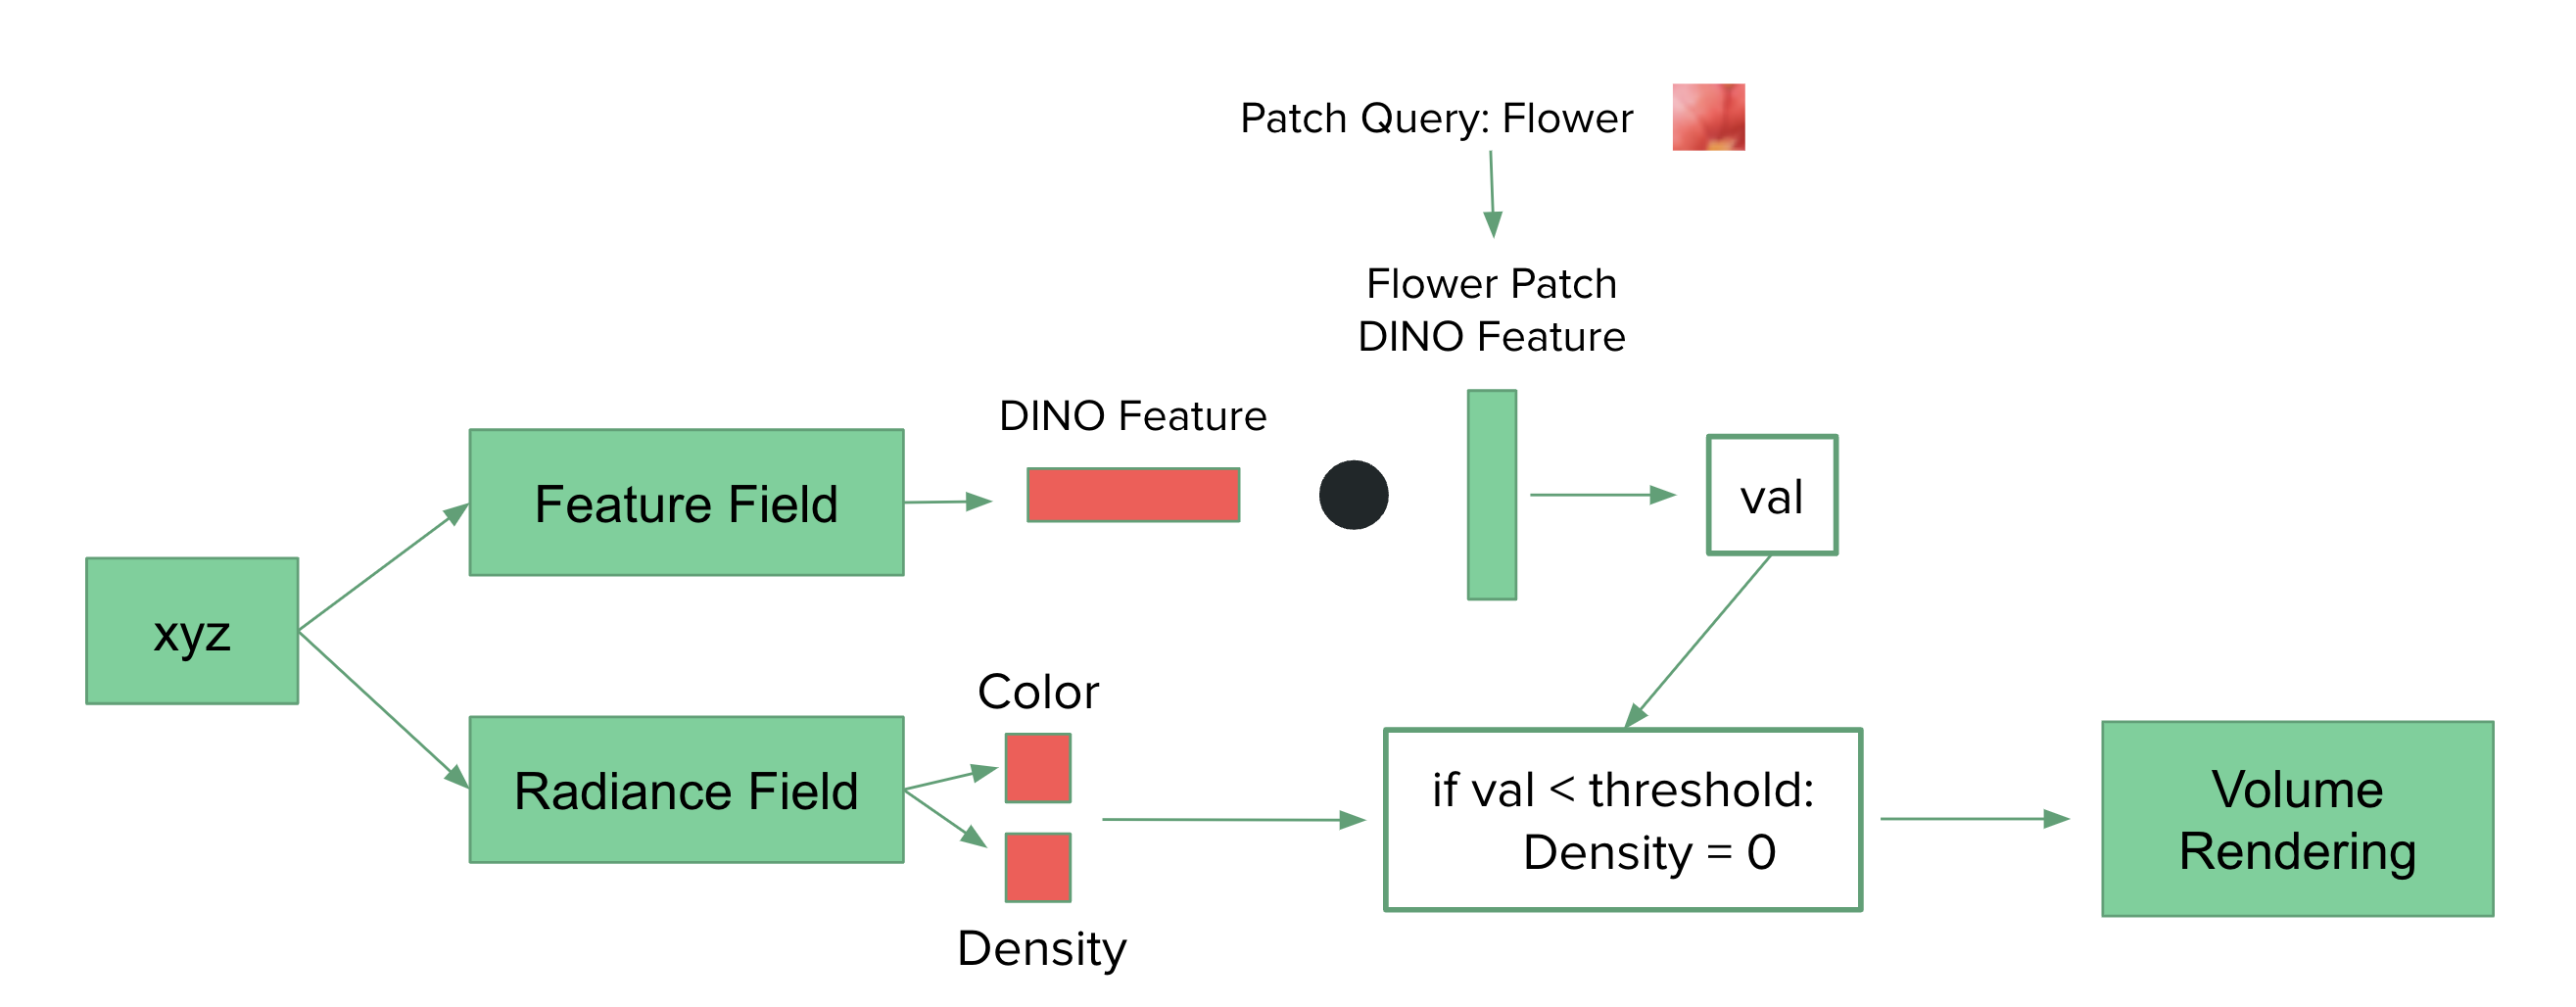 Patch Query: Flower
Flower Patch
DINO Feature
DINO Feature
Feature Field
val
xyz
Color
Radiance Field
if val < threshold:
Density = 0
Volume
Rendering
Density